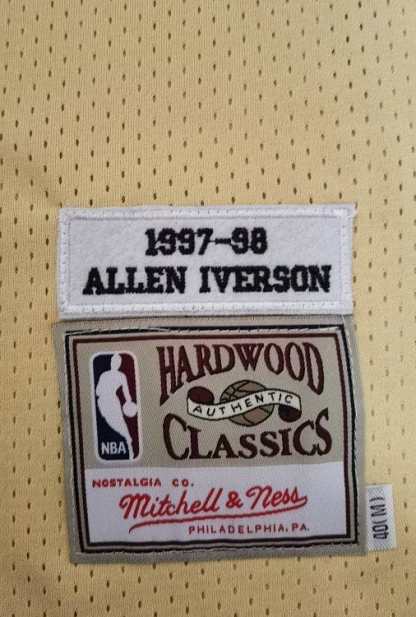 1997-98
ALLEN IVERSON
HARDWOOD
AUTHENTIC
CLASSICS
NBA
NOSTALGIA CO.
Mitchell & Ness
PHILADELPHIA, PA.
40(M)